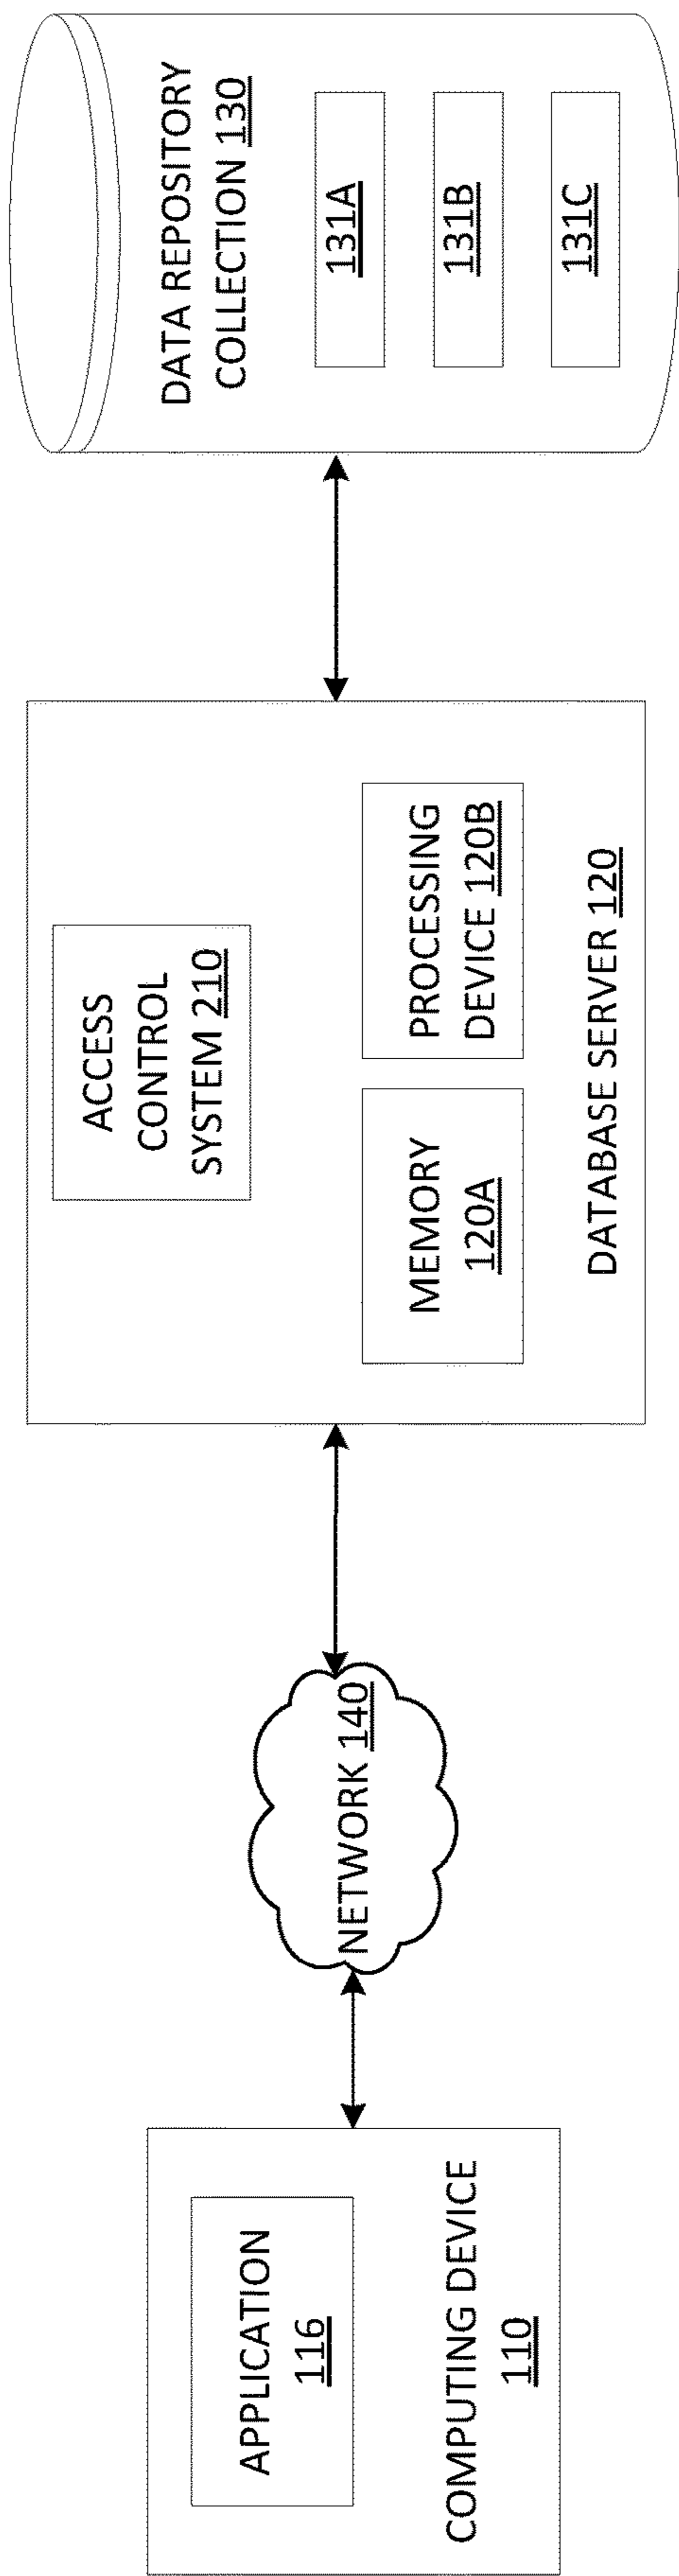 APPLICATION
116
COMPUTING DEVICE
110
NETWORK 140
ACCESS
CONTROL
SYSTEM 210
MEMORY
120A
PROCESSING
DEVICE 120B
DATABASE SERVER 120
DATA REPOSITORY
COLLECTION 130
131A
131B
131C